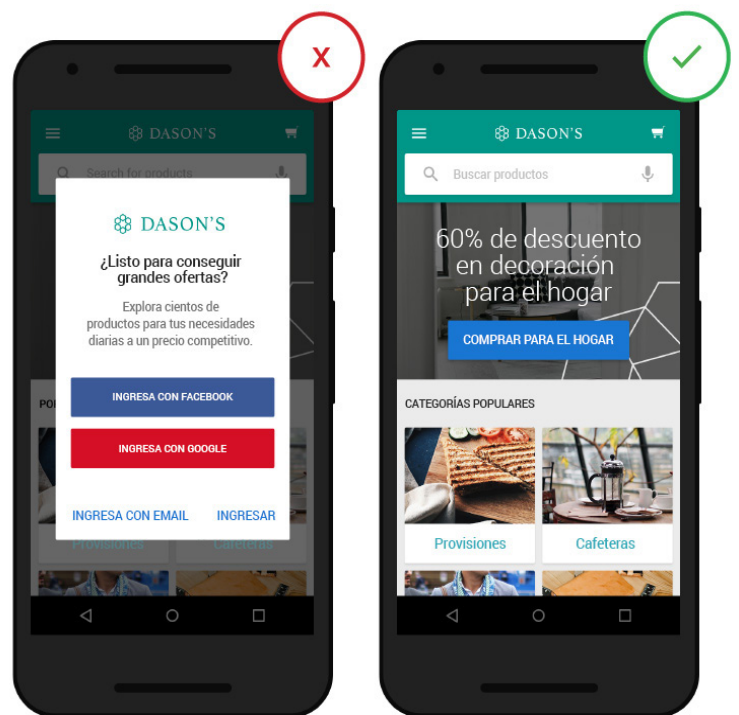 X
DASON'S
Search for products
DASON'S
¿Listo para conseguir
grandes ofertas?
Explora cientos de
productos para tus necesidades
diarias a un precio competitivo.
INGRESA CON FACEBOOK
INGRESA CON GOOGLE
INGRESA CON EMAIL INGRESAR
PO
Provisiones Cafeteras
DASON'S
Buscar productos
60% de descuento
en decoración
para el hogar
COMPRAR PARA EL HOGAR
CATEGORÍAS POPULARES
Provisiones Cafeteras